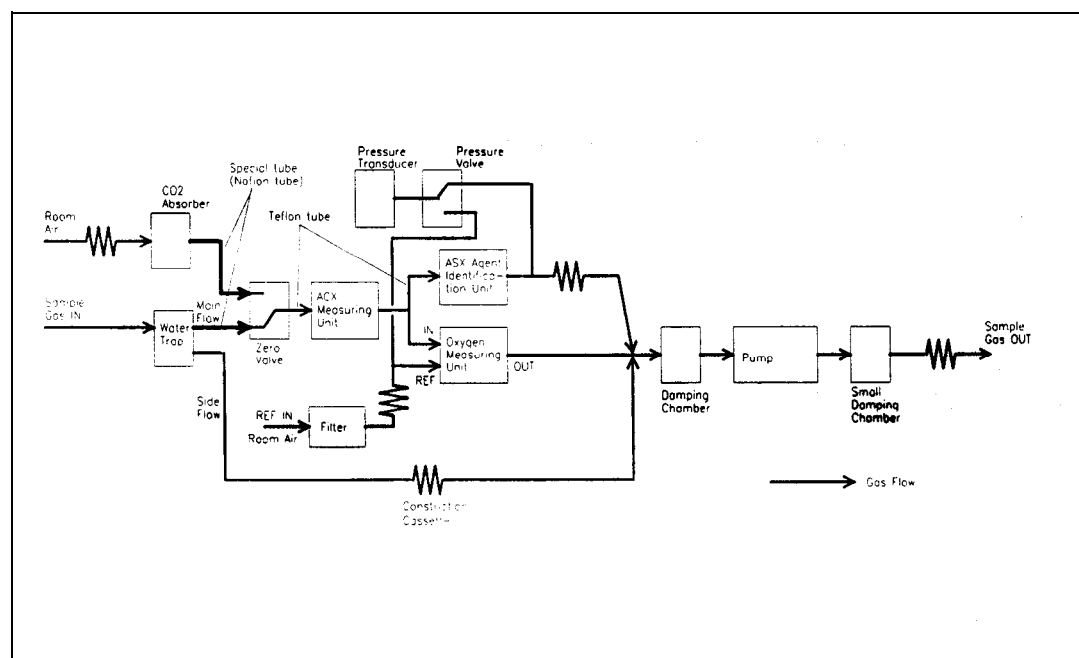 Pressure
Transducer
Pressure
Valve
Special tube
(Nafion tube)
CO2
Absorber
Room
Air
Teflon tube
ASX Agent
Identifica-
tion Unit
ACX
Measuring
Unit
Sample
Gas IN
Main
Flow
Water
Trap
Zero
Valve
IN
Oxygen
Measuring
Unit
OUT
REF
Sample
Gas OUT
Pump
Damping
Chamber
Small
Damping
Chamber
Side
Flow
REF IN
Room Air
Filter
Gas Flow
Construction
Cassette